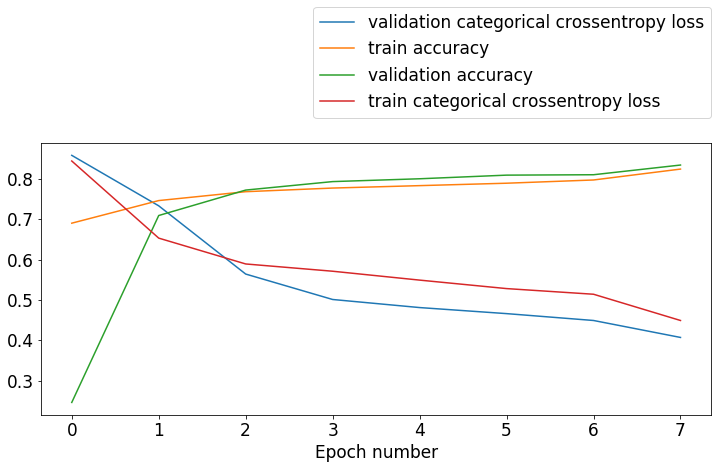 validation categorical crossentropy loss
train accuracy
validation accuracy
train categorical crossentropy loss
0.8
0.7
0.6
0.5
0.4
0.3
0 1 2 3 4 5 6 7
Epoch number